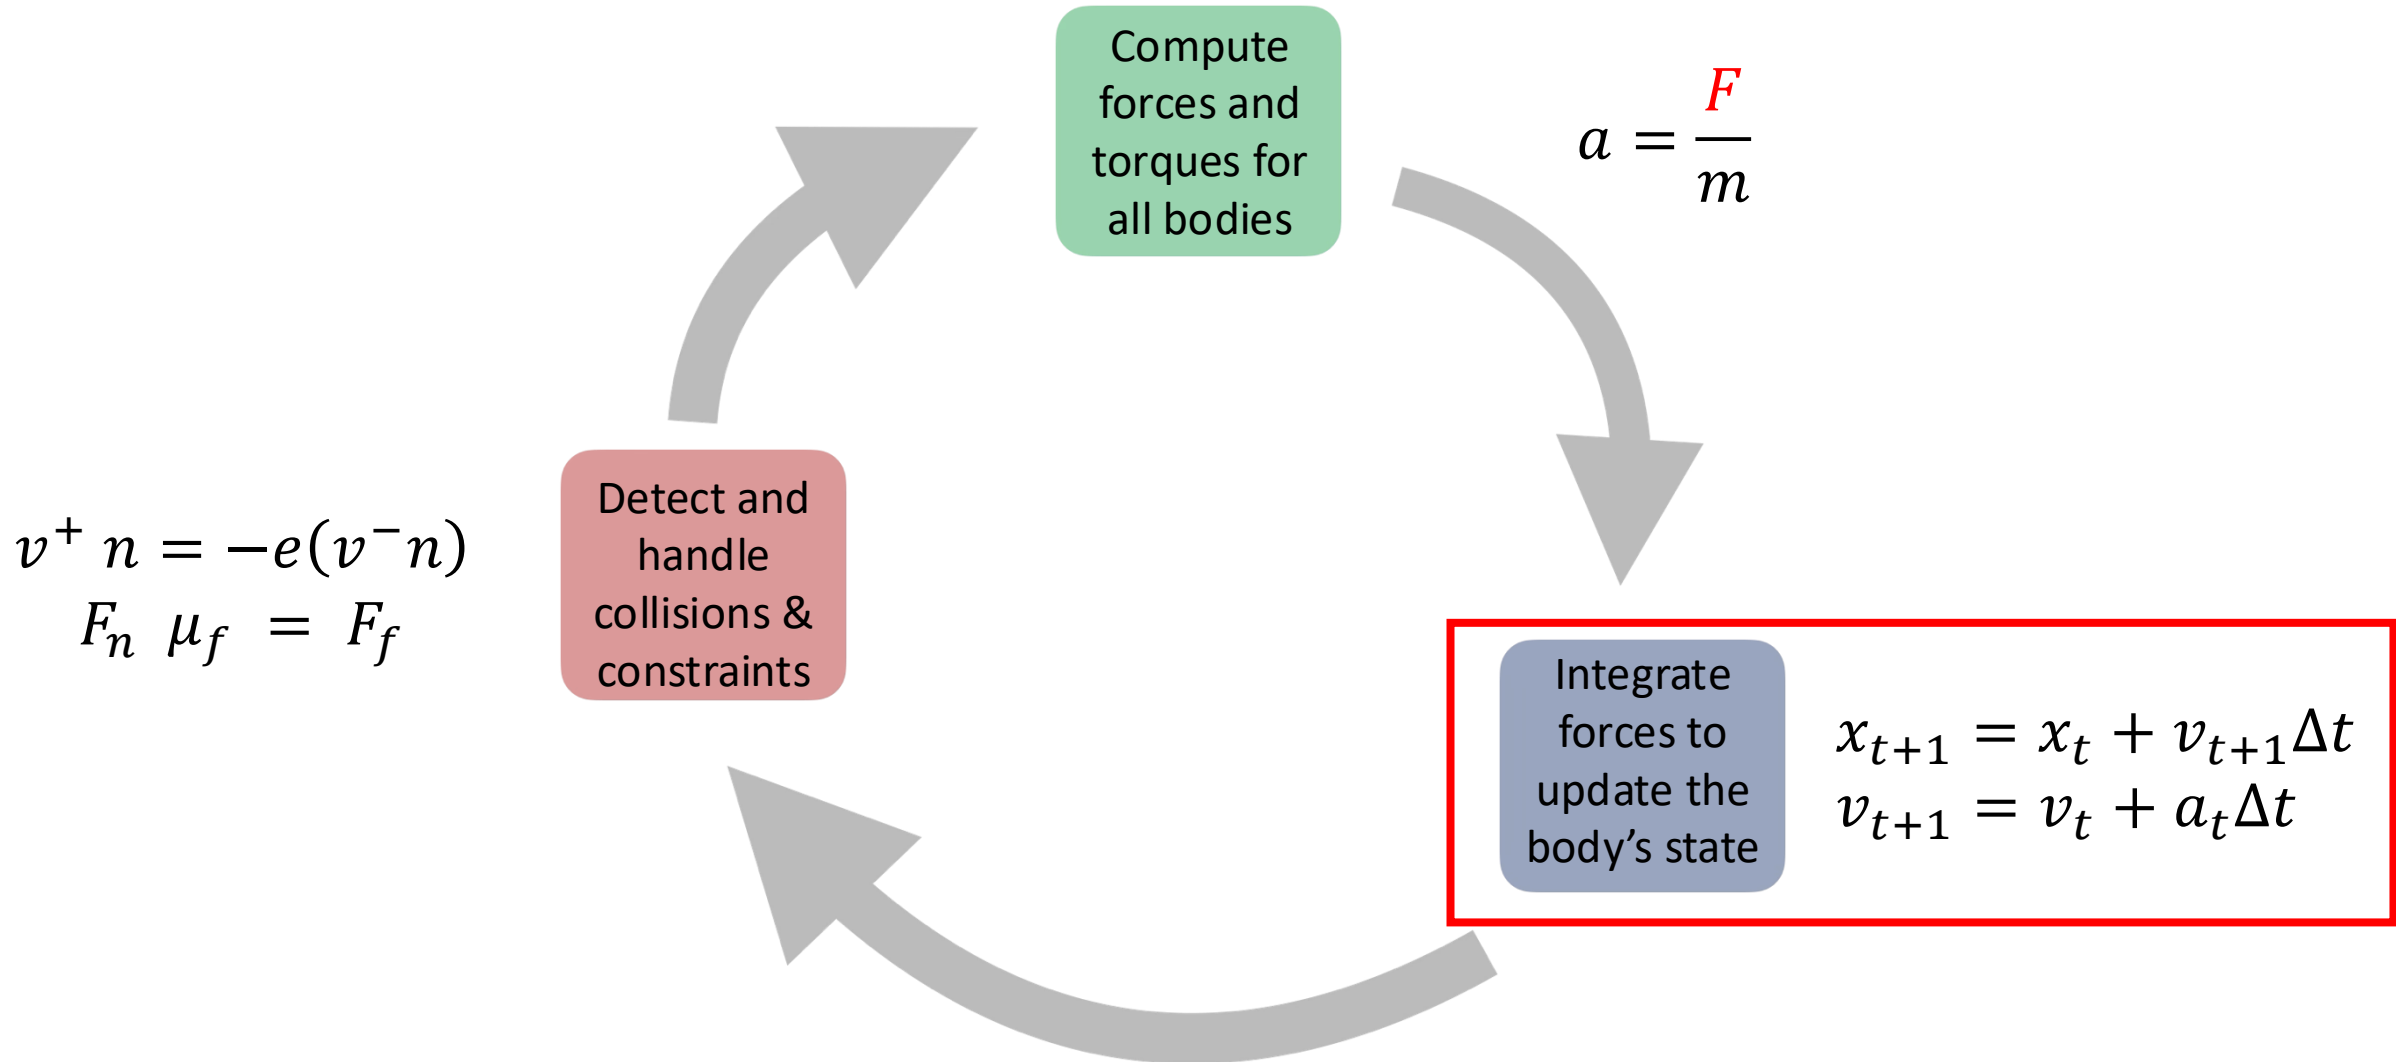 Compute
forces and
torques for
all bodies
a = F/m
Integrate
forces to
update the
body’s state
x_{t+1} = x_t + v_{t+1}Δt
v_{t+1} = v_t + a_tΔt
Detect and
handle
collisions &
constraints
v^+ n = −e(v^−n)
F_n μ_f = F_f